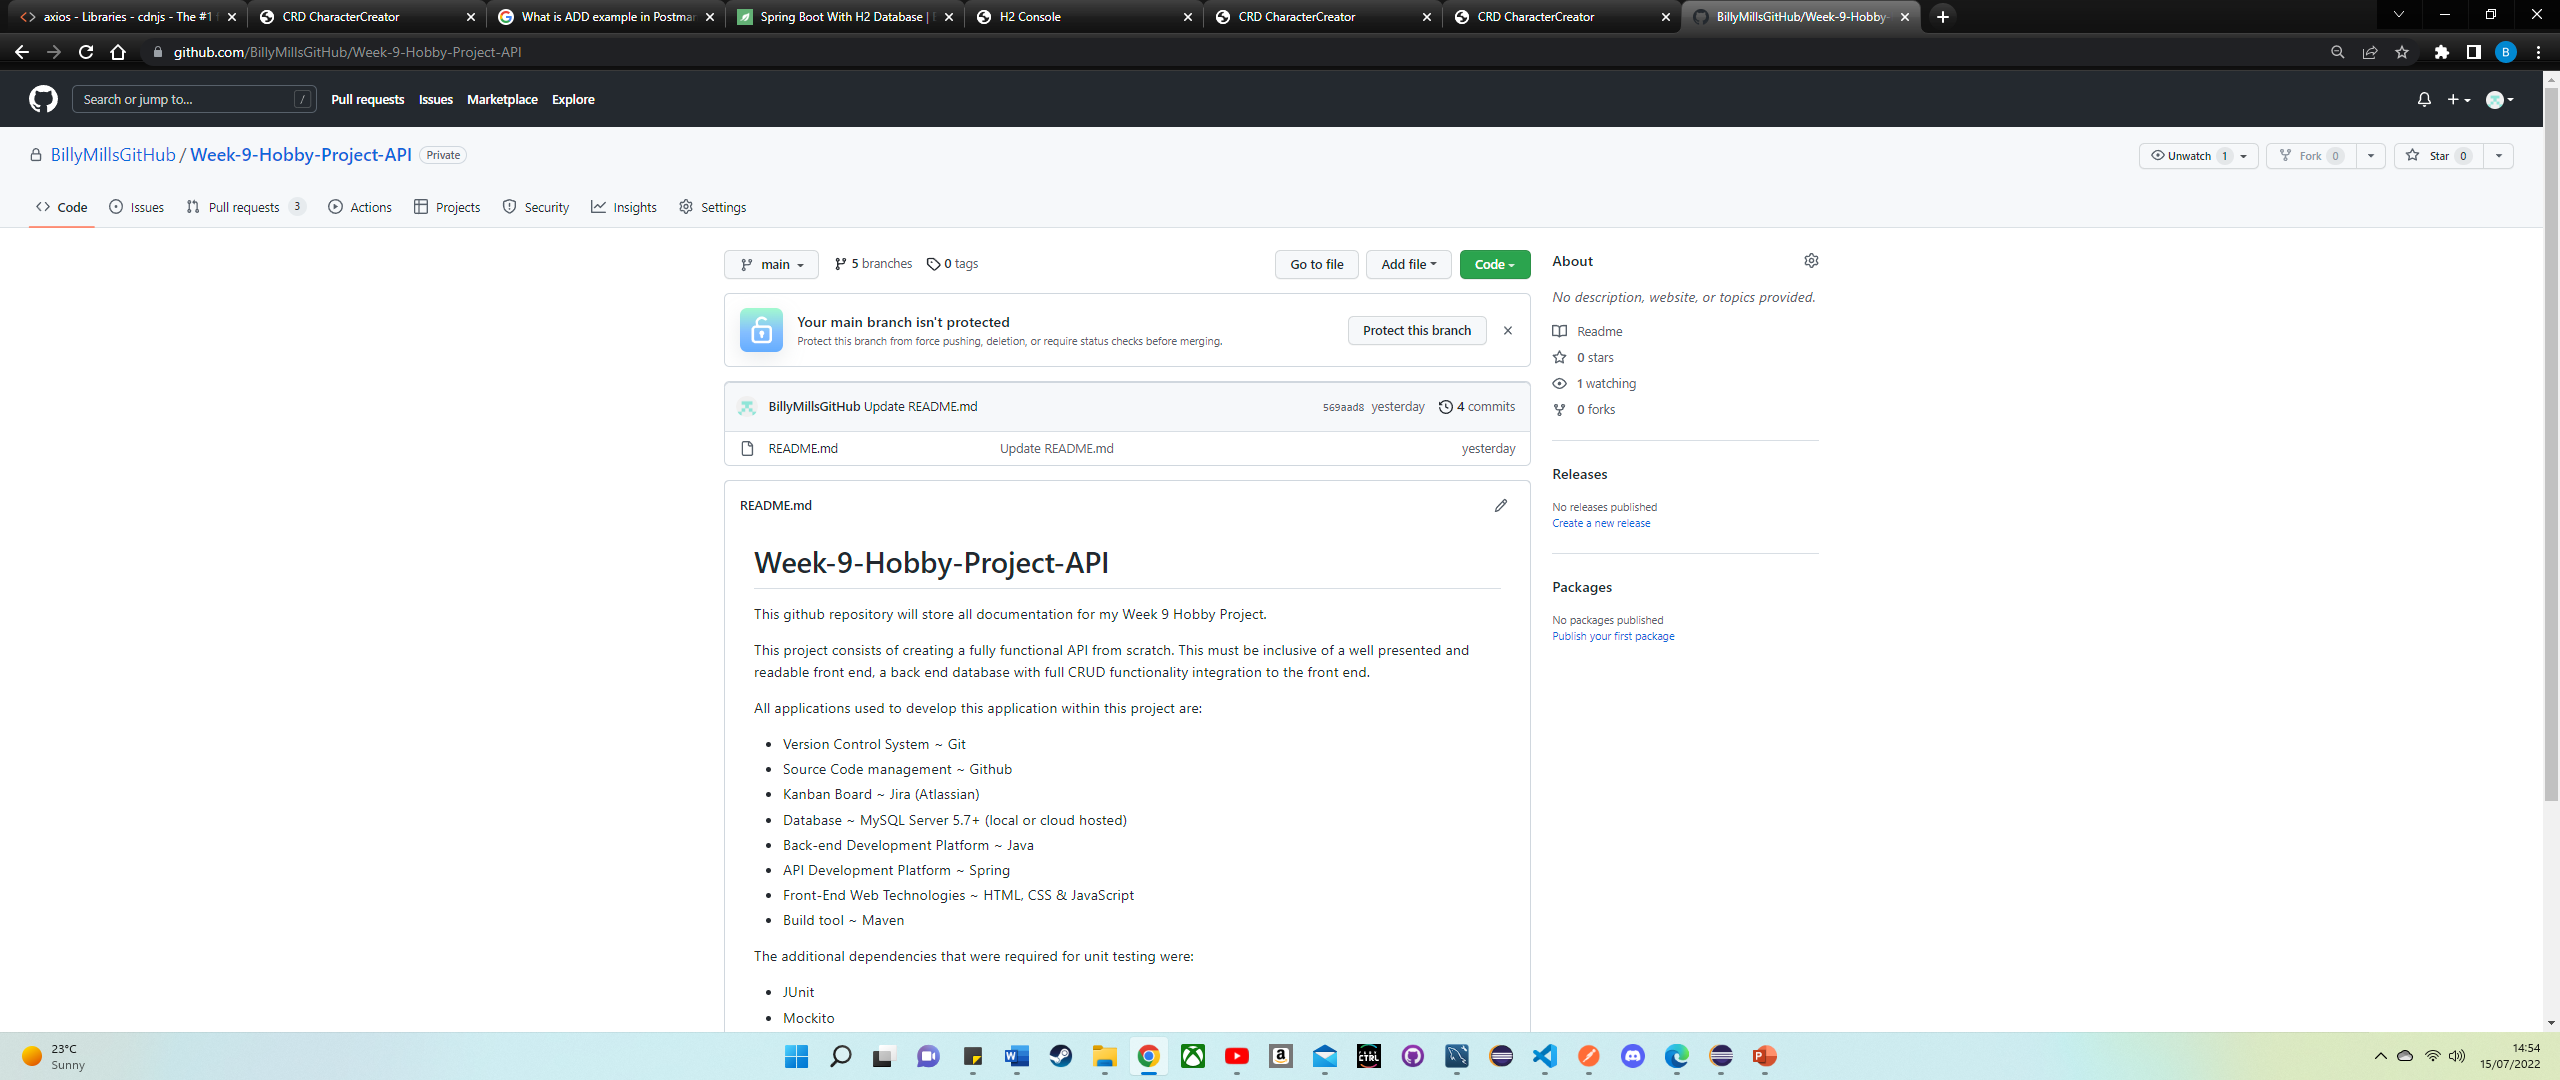 axios - Libraries - cdnjs - The #1 f
CRD CharacterCreator
What is ADD example in Postman
Spring Boot With H2 Database |
H2 Console
CRD CharacterCreator
CRD CharacterCreator
BillyMillsGitHub/Week-9-Hobby-
github.com/BillyMillsGitHub/Week-9-Hobby-Project-API
B
Search or jump to...
/
Pull requests
Issues
Marketplace
Explore
BillyMillsGitHub / Week-9-Hobby-Project-API Private
Unwatch 1
Fork 0
Star 0
Code
Issues
Pull requests 3
Actions
Projects
Security
Insights
Settings
main
5 branches
0 tags
Go to file
Add file
Code
About
No description, website, or topics provided.
Readme
0 stars
1 watching
0 forks
Your main branch isn't protected
Protect this branch from force pushing, deletion, or require status checks before merging.
Protect this branch
BillyMillsGitHub Update README.md
569aad8 yesterday
4 commits
README.md
Update README.md
yesterday
Releases
No releases published
Create a new release
Packages
No packages published
Publish your first package
README.md
Week-9-Hobby-Project-API
This github repository will store all documentation for my Week 9 Hobby Project.
This project consists of creating a fully functional API from scratch. This must be inclusive of a well presented and
readable front end, a back end database with full CRUD functionality integration to the front end.
All applications used to develop this application within this project are:
• Version Control System ~ Git
• Source Code management ~ Github
• Kanban Board ~ Jira (Atlassian)
• Database ~ MySQL Server 5.7+ (local or cloud hosted)
• Back-end Development Platform ~ Java
• API Development Platform ~ Spring
• Front-End Web Technologies ~ HTML, CSS & JavaScript
• Build tool ~ Maven
The additional dependencies that were required for unit testing were:
• JUnit
• Mockito
23°C
Sunny
CTRL
14:54
15/07/2022